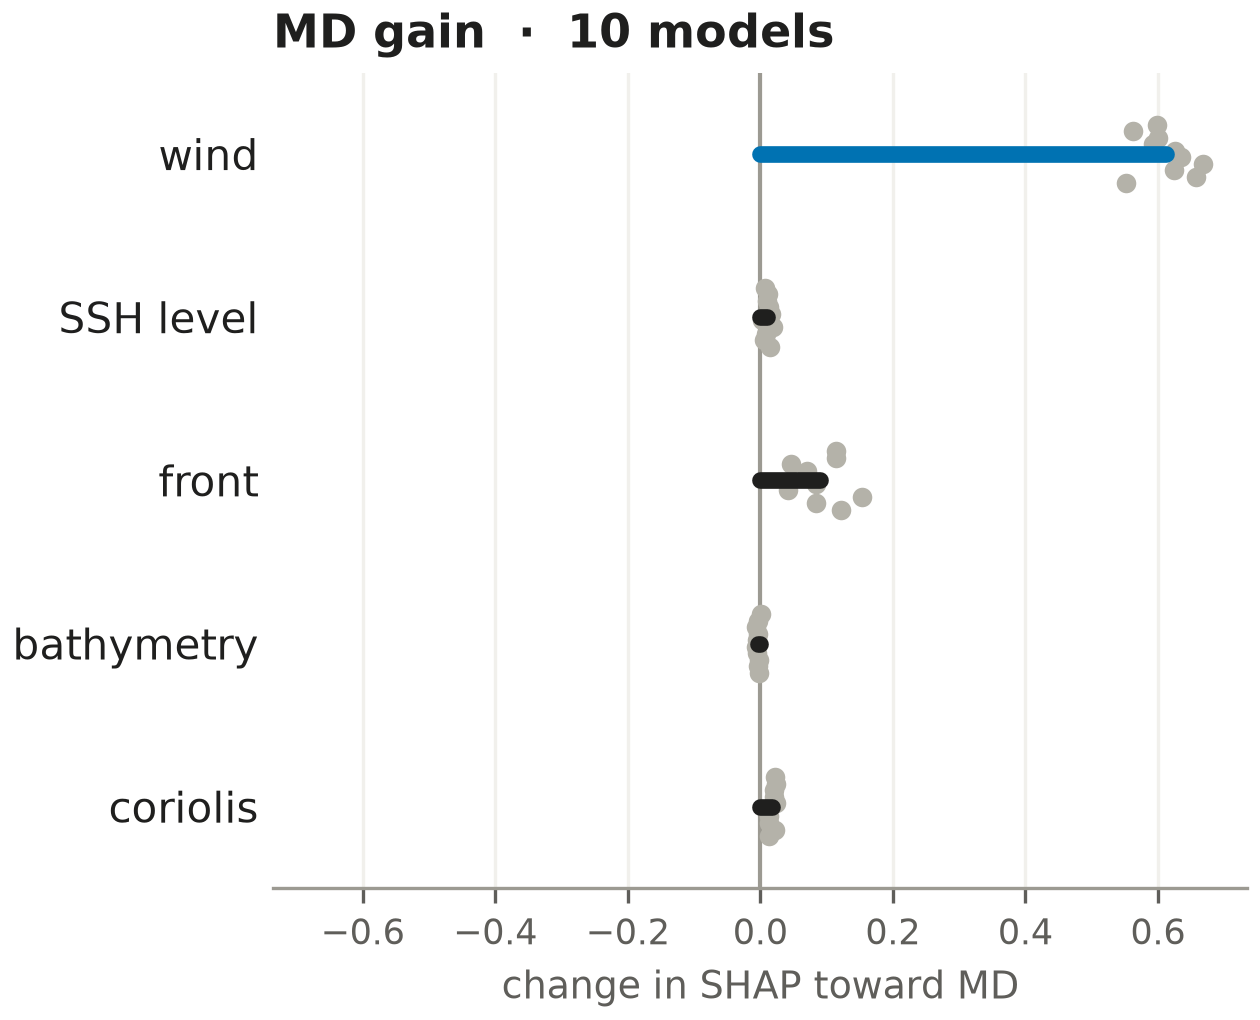 MD gain · 10 models
wind
SSH level
front
bathymetry
coriolis
−0.6 −0.4 −0.2 0.0 0.2 0.4 0.6
change in SHAP toward MD